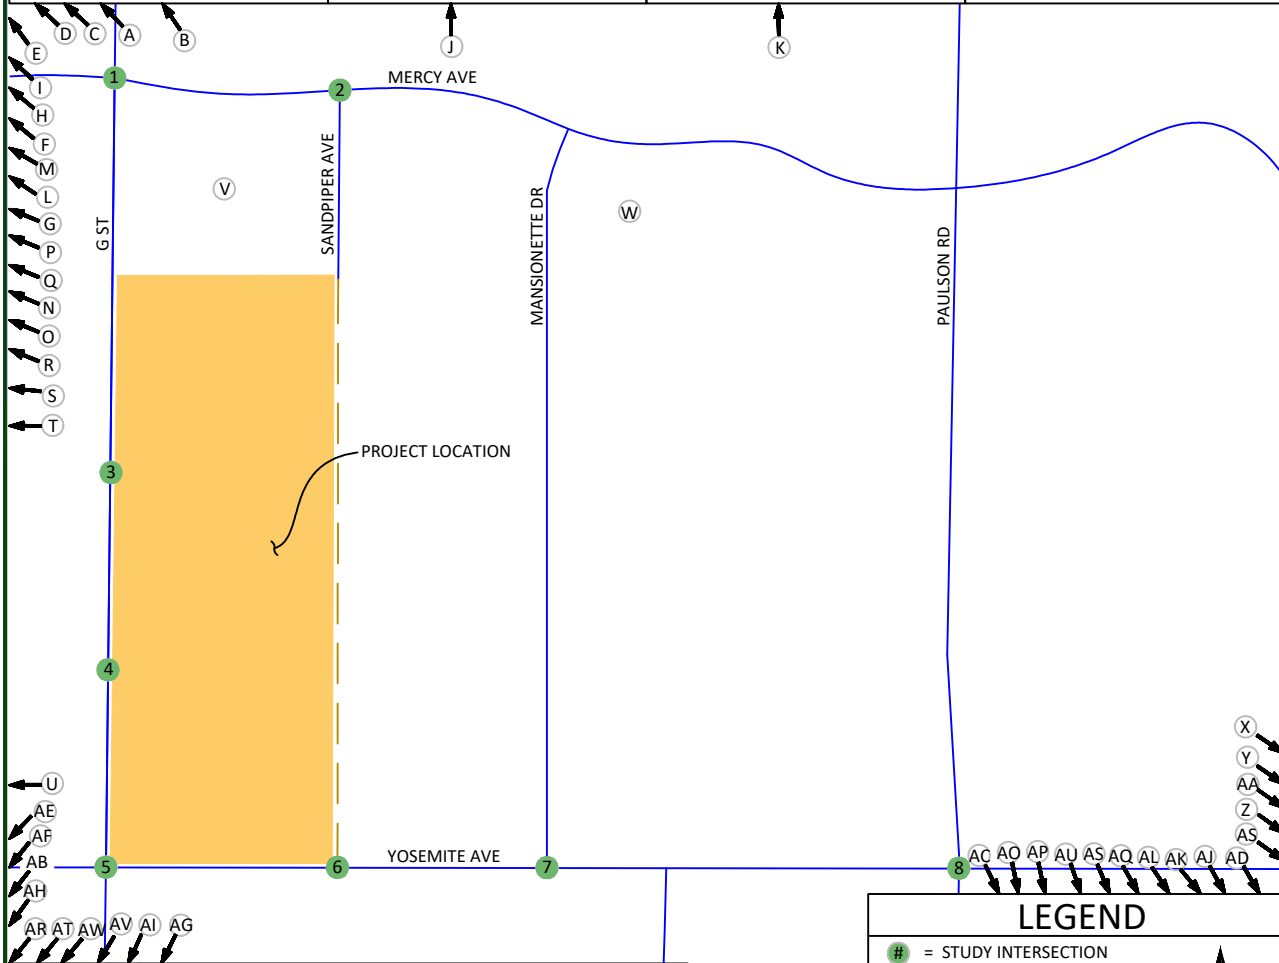 D
C
A
B
J
K
E
I
H
F
M
L
G
P
Q
N
O
R
S
T
U
AE
AF
AB
AH
AR
AT
AW
AV
AI
AG
1
2
MERCY AVE
V
W
G ST
SANDPIPER AVE
MANSIONETTE DR
PAULSON RD
PROJECT LOCATION
3
4
5
6
YOSEMITE AVE
7
8
X
Y
AA
Z
AS
AC
AO
AP
AU
AS
AQ
AL
AK
AJ
AD
LEGEND
# = STUDY INTERSECTION